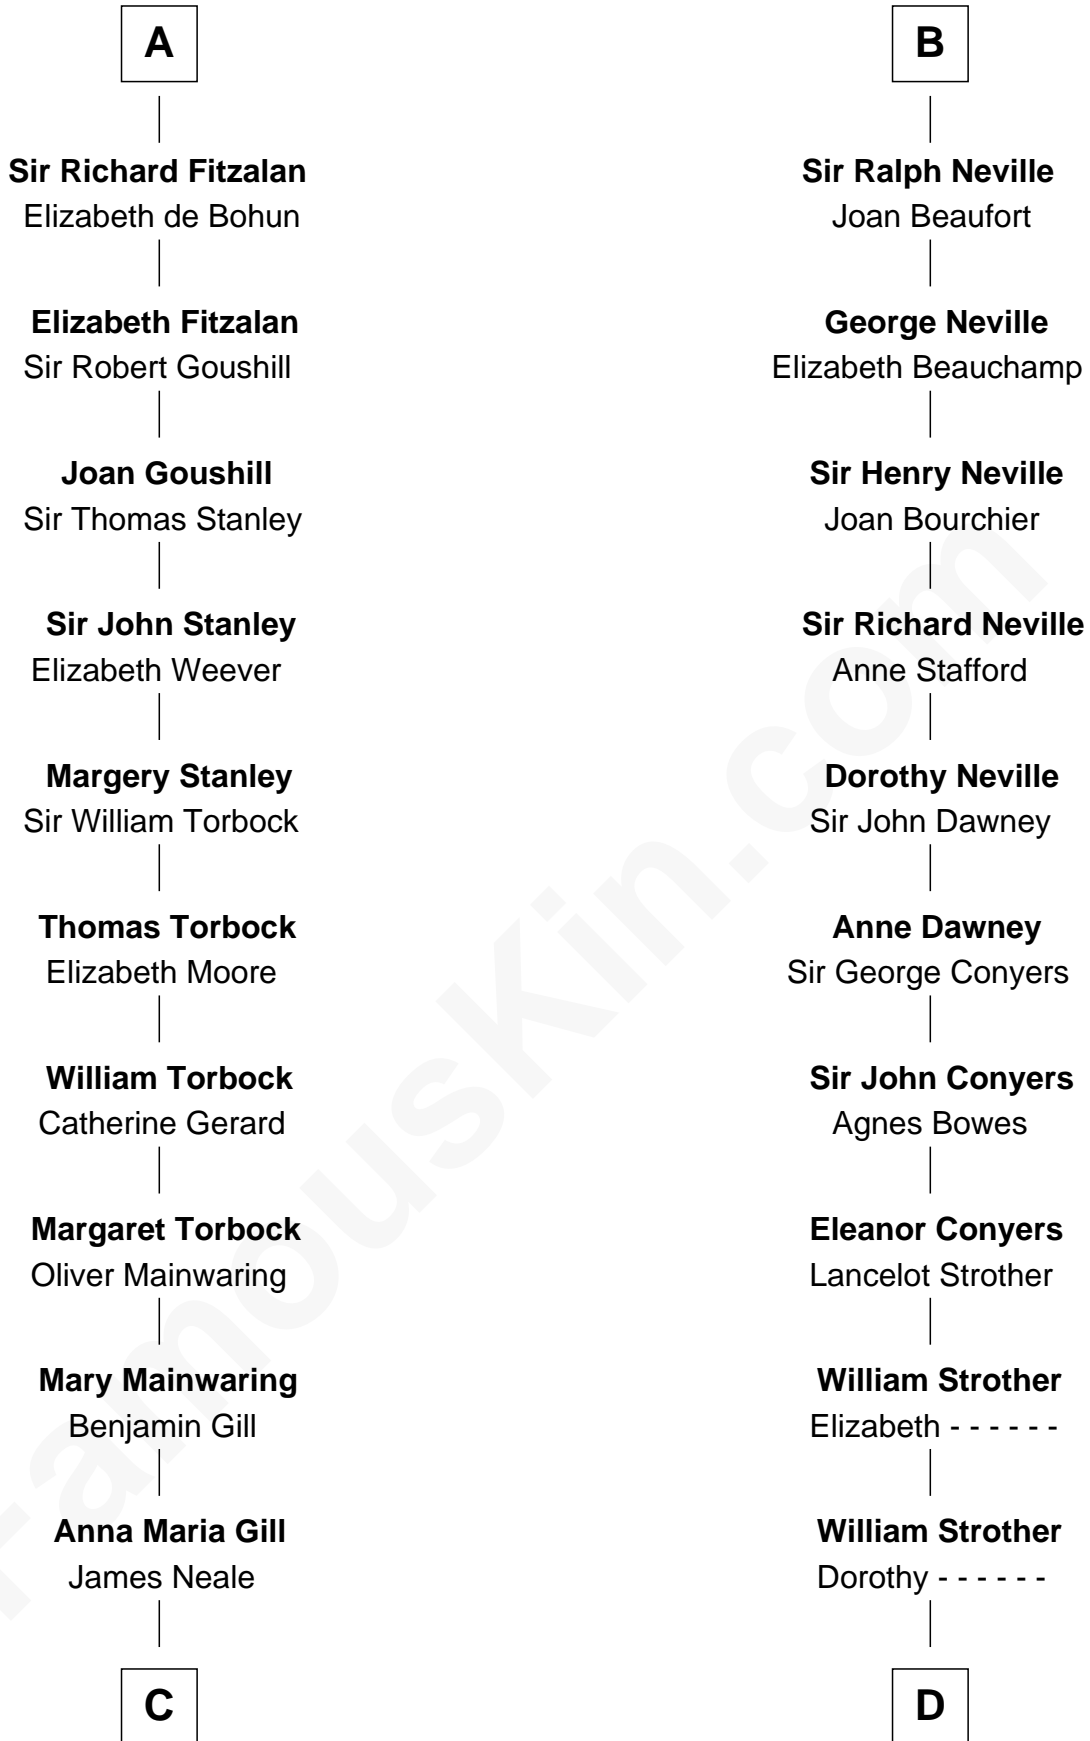 A
Sir Richard Fitzalan
Elizabeth de Bohun
Elizabeth Fitzalan
Sir Robert Goushill
Joan Goushill
Sir Thomas Stanley
Sir John Stanley
Elizabeth Weever
Margery Stanley
Sir William Torbock
Thomas Torbock
Elizabeth Moore
William Torbock
Catherine Gerard
Margaret Torbock
Oliver Mainwaring
Mary Mainwaring
Benjamin Gill
Anna Maria Gill
James Neale
C
B
Sir Ralph Neville
Joan Beaufort
George Neville
Elizabeth Beauchamp
Sir Henry Neville
Joan Bourchier
Sir Richard Neville
Anne Stafford
Dorothy Neville
Sir John Dawney
Anne Dawney
Sir George Conyers
Sir John Conyers
Agnes Bowes
Eleanor Conyers
Lancelot Strother
William Strother
Elizabeth - - - - - -
William Strother
Dorothy - - - - - -
D
FamousKin.com